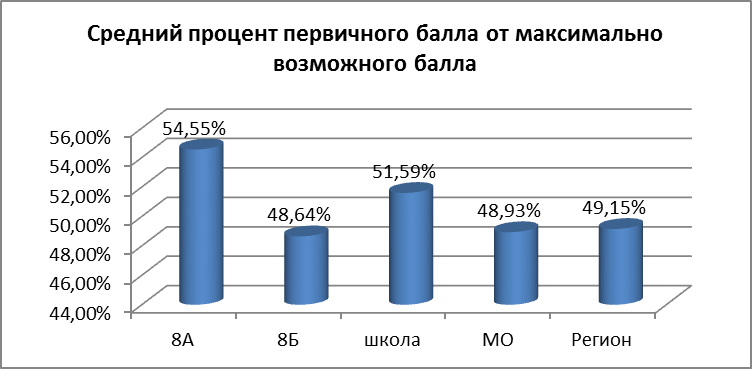 Средний процент первичного балла от максимально
возможного балла
56,00%
54,00%
52,00%
50,00%
48,00%
46,00%
44,00%
54,55%
48,64%
51,59%
48,93%
49,15%
8А
8Б
школа
МО
Регион